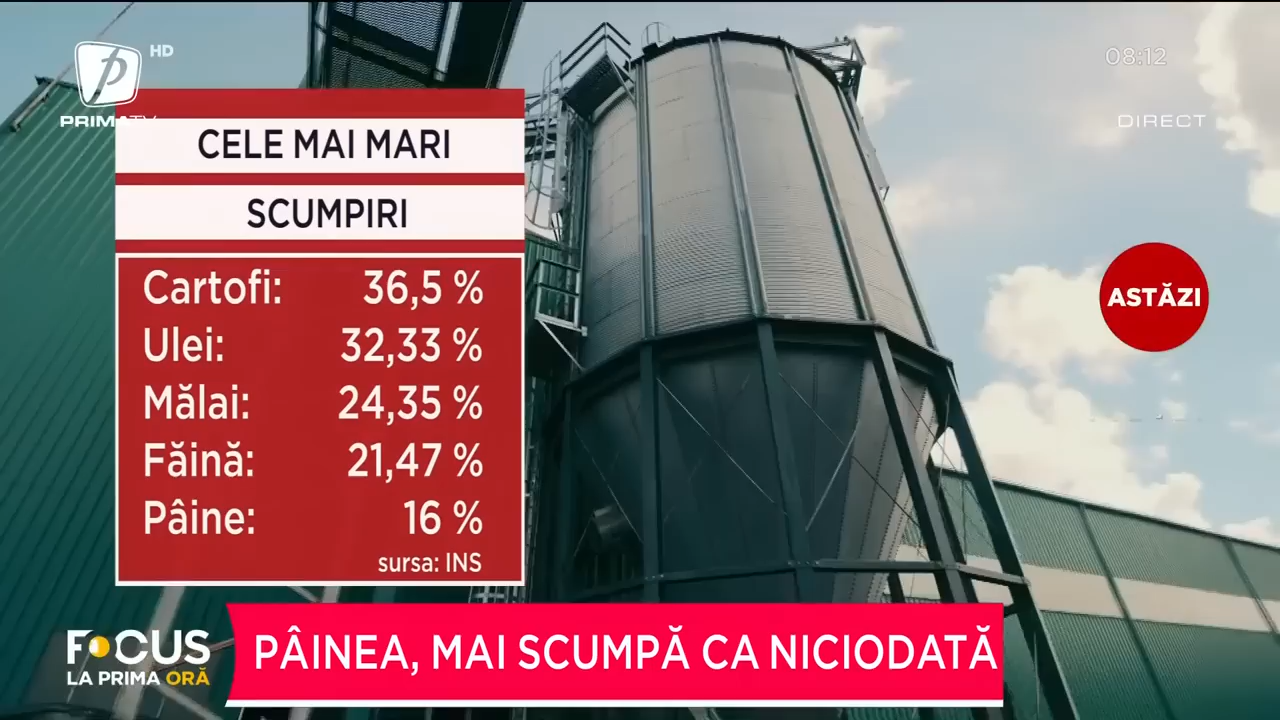 HD
PRIMA TV
08:12
DIRECT
CELE MAI MARI
SCUMPIRI
Cartofi: 36,5 %
Ulei: 32,33 %
Mălai: 24,35 %
Făină: 21,47 %
Pâine: 16 %
sursa: INS
ASTĂZI
FOCUS
LA PRIMA ORĂ
PÂINEA, MAI SCUMPĂ CA NICIODATĂ